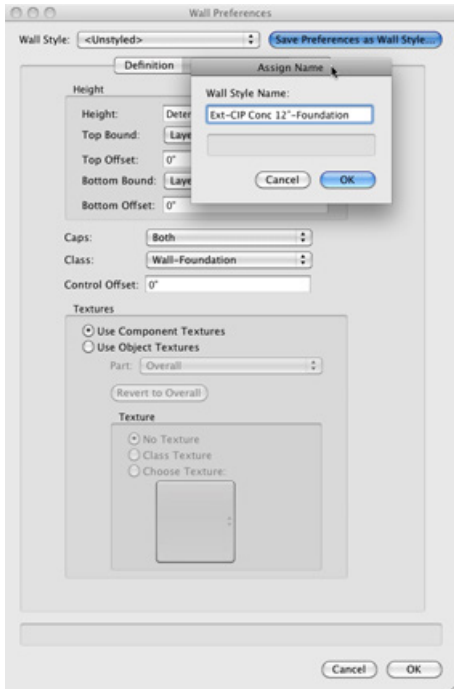 Wall Preferences
Wall Style: <Unstyled> Save Preferences as Wall Style...
Definition
Assign Name
Wall Style Name:
Ext-CIP Conc 12"-Foundation
Cancel OK
Height
Height: Deter
Top Bound: Laye
Top Offset: 0"
Bottom Bound: Laye
Bottom Offset: 0"
Caps: Both
Class: Wall-Foundation
Control Offset: 0"
Textures
Use Component Textures
Use Object Textures
Part: Overall
Revert to Overall
Texture
No Texture
Class Texture
Choose Texture:
Cancel OK